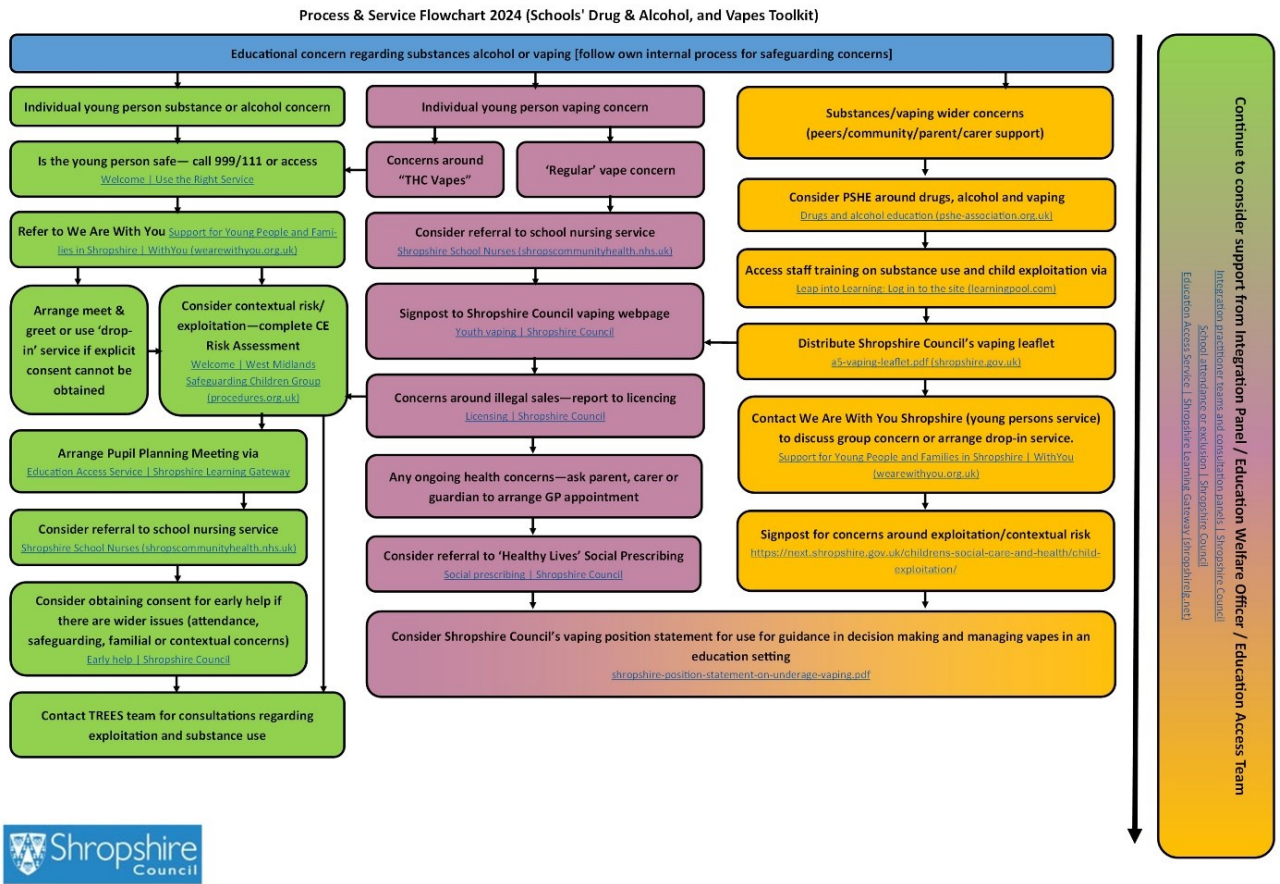 Process & Service Flowchart 2024 (Schools' Drug & Alcohol, and Vapes Toolkit)
Educational concern regarding substances alcohol or vaping [follow own internal process for safeguarding concerns]
Individual young person substance or alcohol concern
Is the young person safe— call 999/111 or access
Welcome | Use the Right Service
Refer to We Are With You Support for Young People and Fami-
lies in Shropshire | WithYou (wearewithyou.org.uk)
Arrange meet &
greet or use ‘drop-
in’ service if explicit
consent cannot be
obtained
Consider contextual risk/
exploitation—complete CE
Risk Assessment
Welcome | West Midlands
Safeguarding Children Group
(procedures.org.uk)
Arrange Pupil Planning Meeting via
Education Access Service | Shropshire Learning Gateway
Consider referral to school nursing service
Shropshire School Nurses (shropscommunityhealth.nhs.uk)
Consider obtaining consent for early help if
there are wider issues (attendance,
safeguarding, familial or contextual concerns)
Early help | Shropshire Council
Contact TREES team for consultations regarding
exploitation and substance use
Individual young person vaping concern
Concerns around
“THC Vapes”
‘Regular’ vape concern
Consider referral to school nursing service
Shropshire School Nurses (shropscommunityhealth.nhs.uk)
Signpost to Shropshire Council vaping webpage
Youth vaping | Shropshire Council
Concerns around illegal sales—report to licencing
Licensing | Shropshire Council
Any ongoing health concerns—ask parent, carer or
guardian to arrange GP appointment
Consider referral to ‘Healthy Lives’ Social Prescribing
Social prescribing | Shropshire Council
Substances/vaping wider concerns
(peers/community/parent/carer support)
Consider PSHE around drugs, alcohol and vaping
Drugs and alcohol education (pshe-association.org.uk)
Access staff training on substance use and child exploitation via
Leap into Learning: Log in to the site (learningpool.com)
Distribute Shropshire Council’s vaping leaflet
a5-vaping-leaflet.pdf (shropshire.gov.uk)
Contact We Are With You Shropshire (young persons service)
to discuss group concern or arrange drop-in service.
Support for Young People and Families in Shropshire | WithYou
(wearewithyou.org.uk)
Signpost for concerns around exploitation/contextual risk
https://next.shropshire.gov.uk/childrens-social-care-and-health/child-
exploitation/
Consider Shropshire Council’s vaping position statement for use for guidance in decision making and managing vapes in an
education setting
shropshire-position-statement-on-underage-vaping.pdf
Continue to consider support from Integration Panel / Education Welfare Officer / Education Access Team
Integration practitioner teams and consultation panels | Shropshire Council
School attendance or exclusion | Shropshire Council
Education Access Service | Shropshire Learning Gateway (shropshirelg.net)
Shropshire
Council